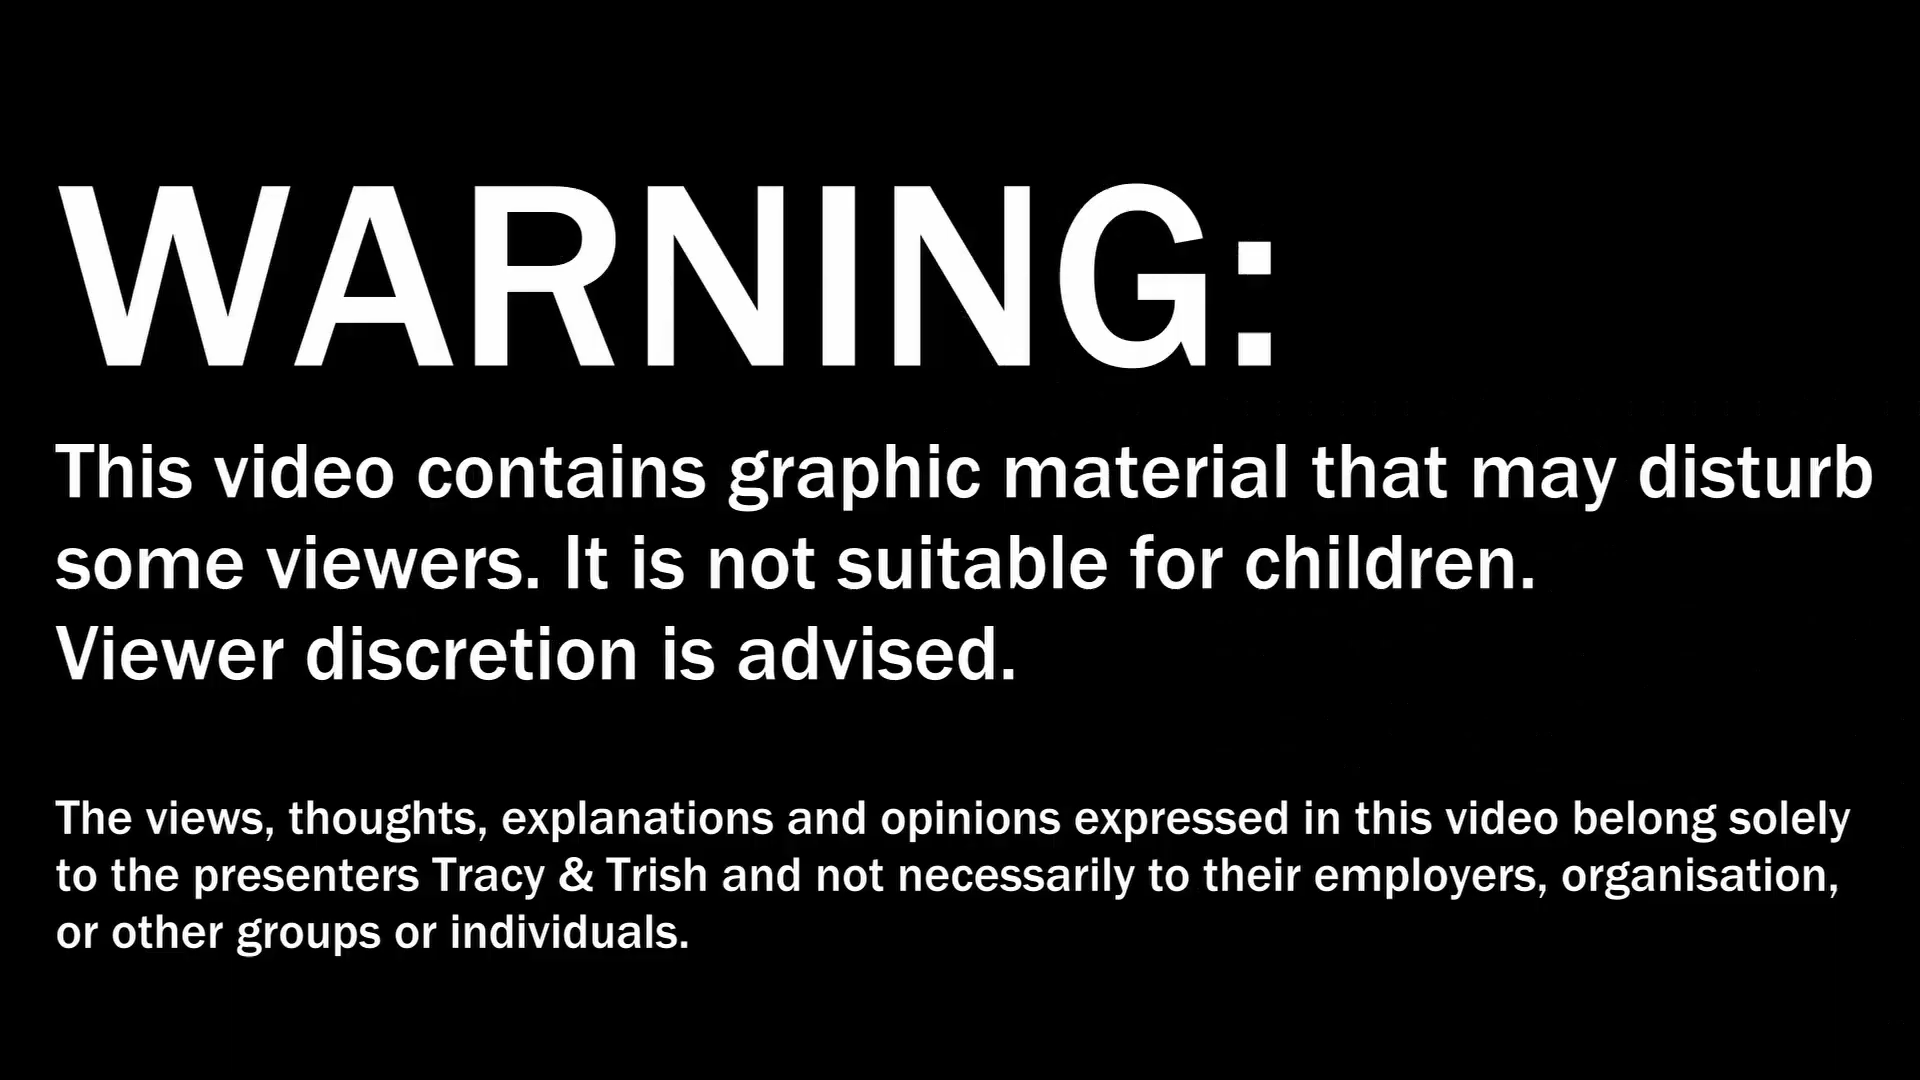 WARNING:
This video contains graphic material that may disturb
some viewers. It is not suitable for children.
Viewer discretion is advised.
The views, thoughts, explanations and opinions expressed in this video belong solely
to the presenters Tracy & Trish and not necessarily to their employers, organisation,
or other groups or individuals.